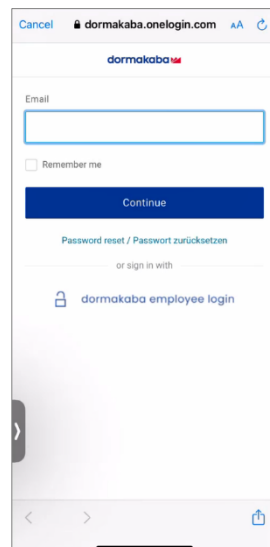 Cancel dormakaba.onelogin.com AA
dormakaba
Email
Remember me
Continue
Password reset / Passwort zurücksetzen
or sign in with
dormakaba employee login